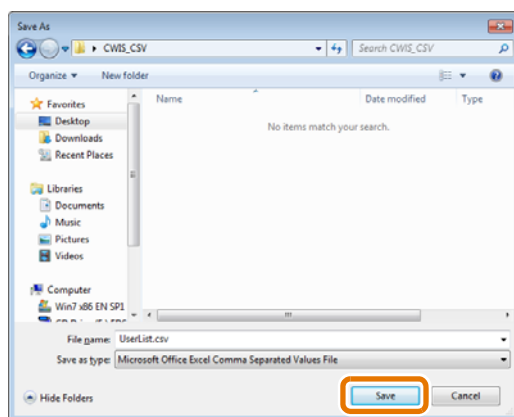 Save As
CWIS_CSV
Search CWIS_CSV
Organize
New folder
Name
Date modified
Type
No items match your search.
Favorites
Desktop
Downloads
Recent Places
Libraries
Documents
Music
Pictures
Videos
Computer
Win7 x86 EN SP1
File name: UserList.csv
Save as type: Microsoft Office Excel Comma Separated Values File
Hide Folders
Save
Cancel